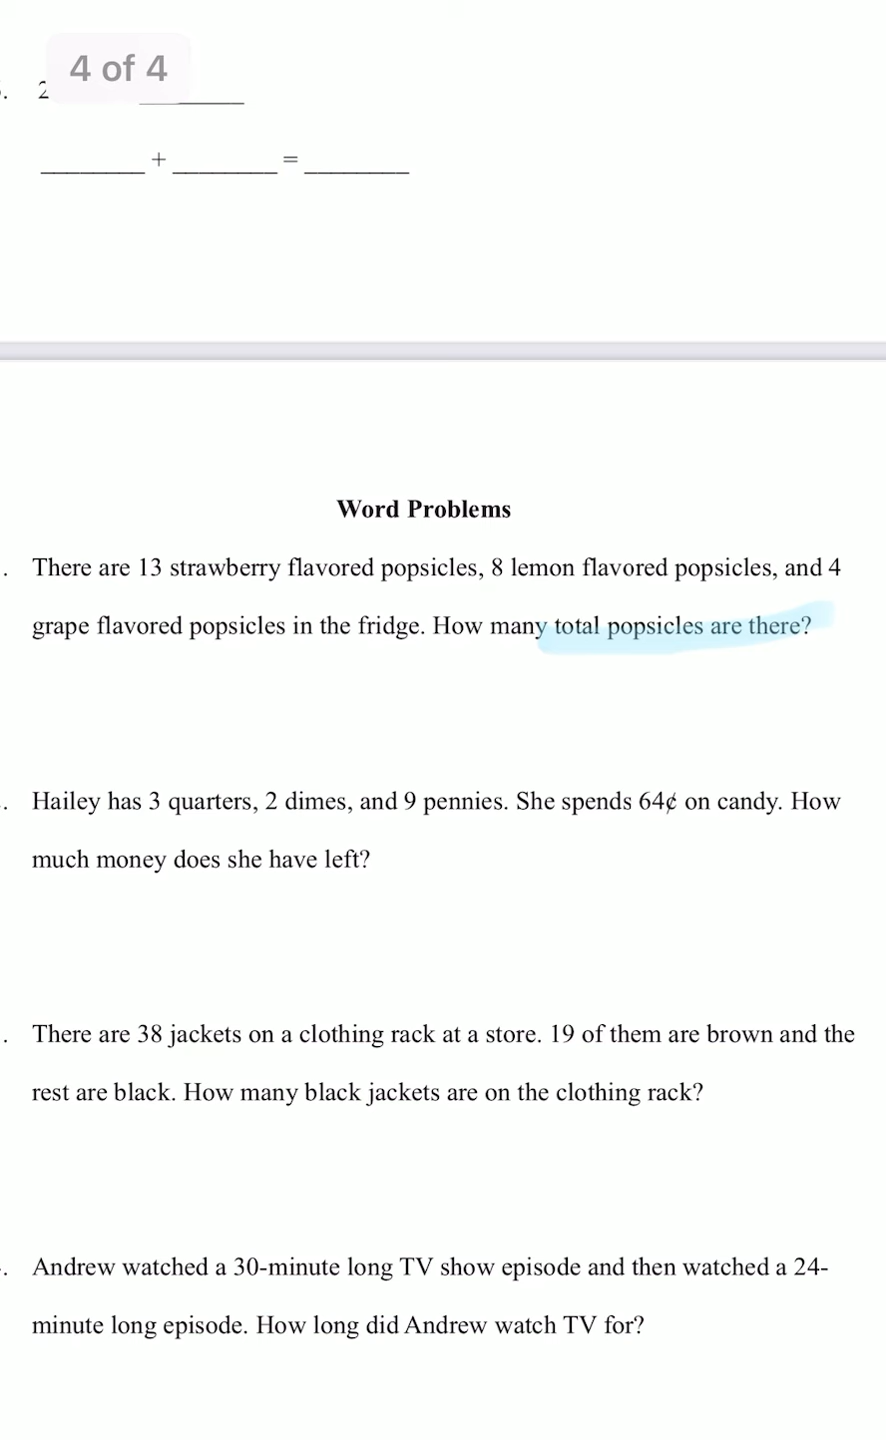 4 of 4
. 2
+ =
Word Problems
. There are 13 strawberry flavored popsicles, 8 lemon flavored popsicles, and 4
grape flavored popsicles in the fridge. How many total popsicles are there?
. Hailey has 3 quarters, 2 dimes, and 9 pennies. She spends 64¢ on candy. How
much money does she have left?
. There are 38 jackets on a clothing rack at a store. 19 of them are brown and the
rest are black. How many black jackets are on the clothing rack?
. Andrew watched a 30-minute long TV show episode and then watched a 24-
minute long episode. How long did Andrew watch TV for?